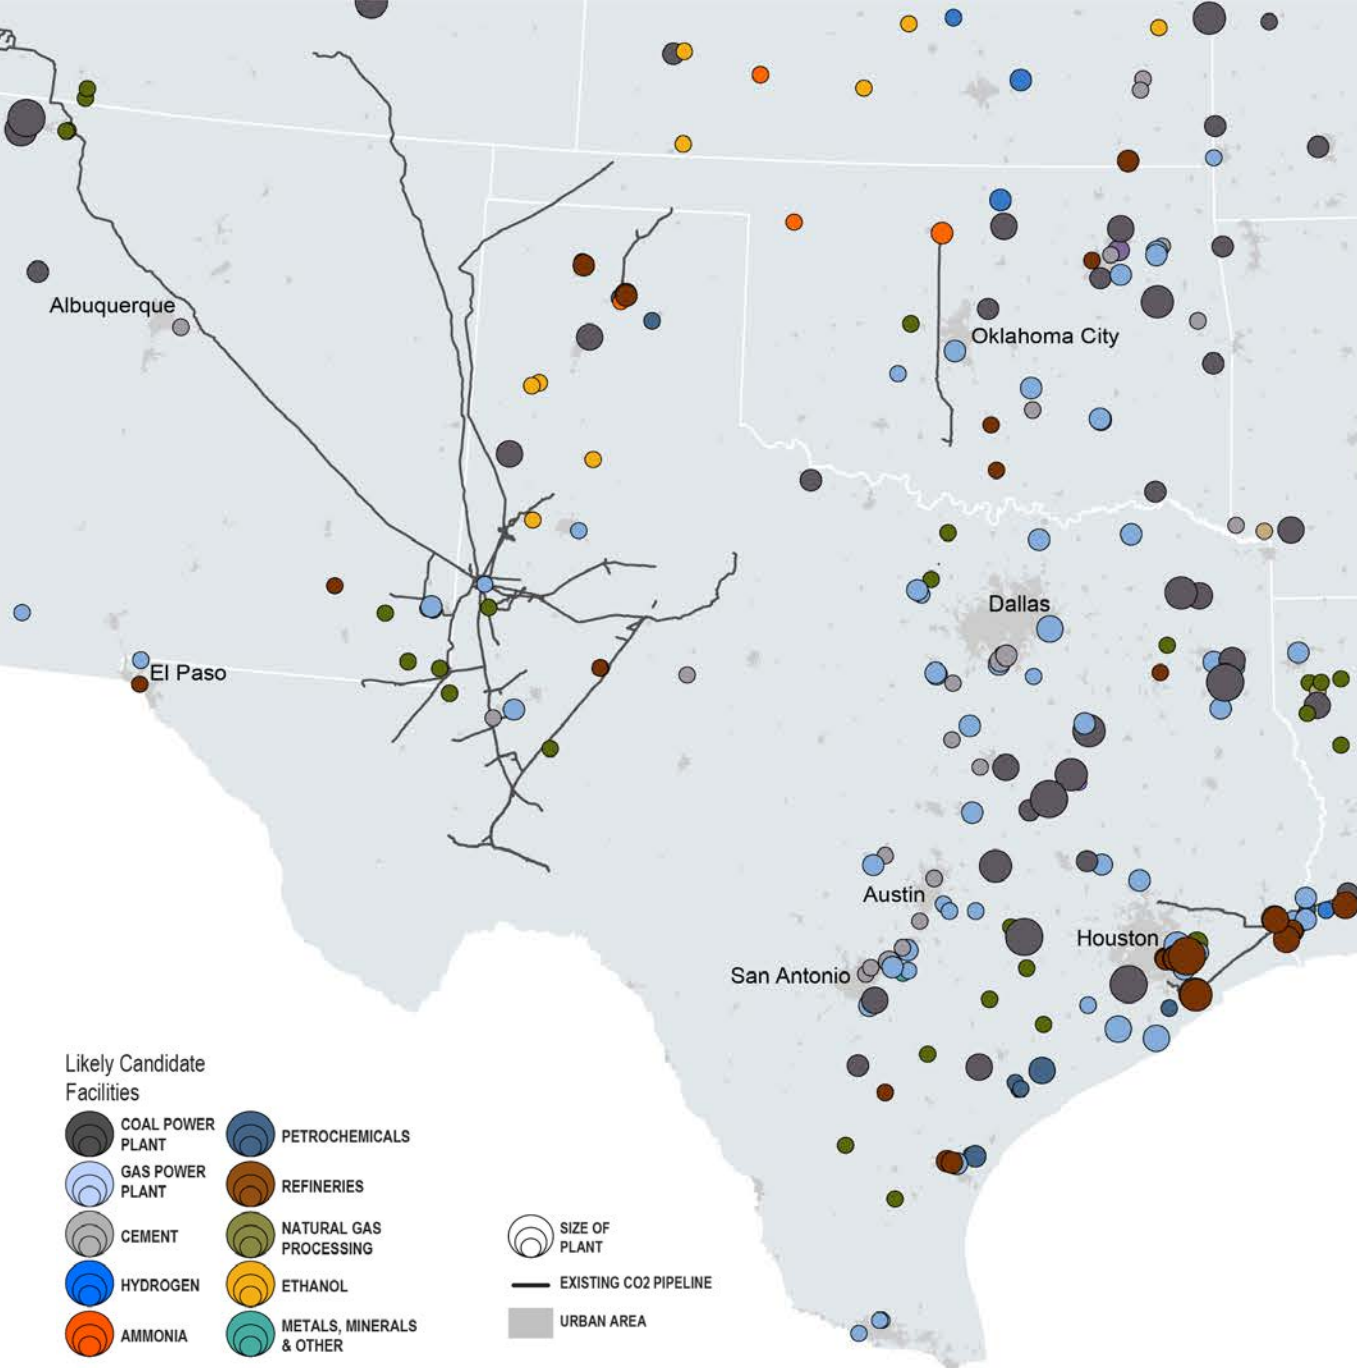 Albuquerque
Oklahoma City
Dallas
El Paso
Austin
Houston
San Antonio
Likely Candidate
Facilities
COAL POWER
PLANT
GAS POWER
PLANT
CEMENT
HYDROGEN
AMMONIA
PETROCHEMICALS
REFINERIES
NATURAL GAS
PROCESSING
ETHANOL
METALS, MINERALS
& OTHER
SIZE OF
PLANT
EXISTING CO2 PIPELINE
URBAN AREA